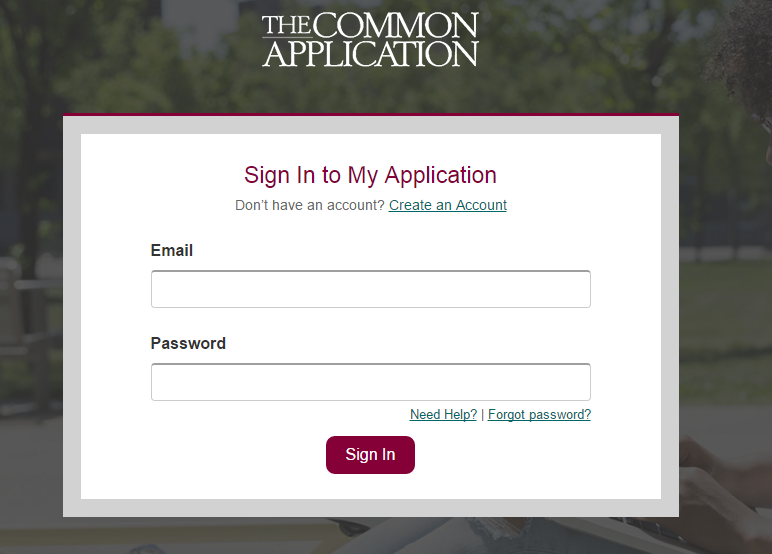 THE COMMON
APPLICATION
Sign In to My Application
Don't have an account? Create an Account
Email
Password
Need Help? | Forgot password?
Sign In